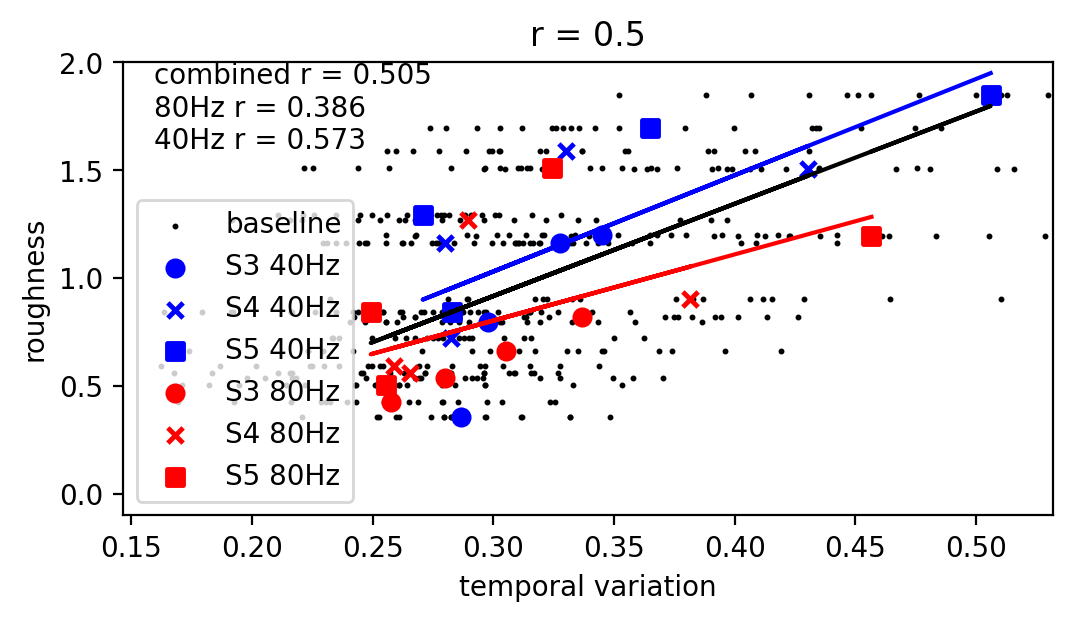 r = 0.5
combined r = 0.505
80Hz r = 0.386
40Hz r = 0.573
2.0
1.5
1.0
0.5
0.0
roughness
baseline
S3 40Hz
S4 40Hz
S5 40Hz
S3 80Hz
S4 80Hz
S5 80Hz
0.15 0.20 0.25 0.30 0.35 0.40 0.45 0.50
temporal variation